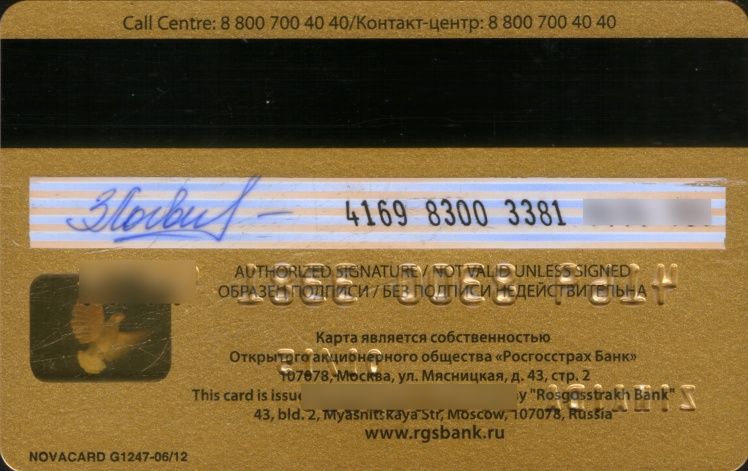 Call Centre: 8 800 700 40 40/Контакт-центр: 8 800 700 40 40
4169 8300 3381
AUTHORIZED SIGNATURE / NOT VALID UNLESS SIGNED
ОБРАЗЕЦ ПОДПИСИ / БЕЗ ПОДПИСИ НЕДЕЙСТВИТЕЛЬНА
Карта является собственностью
Открытого акционерного общества «Росгосстрах Банк»
107078, Москва, ул. Мясницкая, д. 43, стр. 2
This card is "Rosgosstrakh Bank"
43, bld. 2, Myasnitskaya Str, Moscow, 107078, Russia
www.rgsbank.ru
NOVACARD G1247-06/12